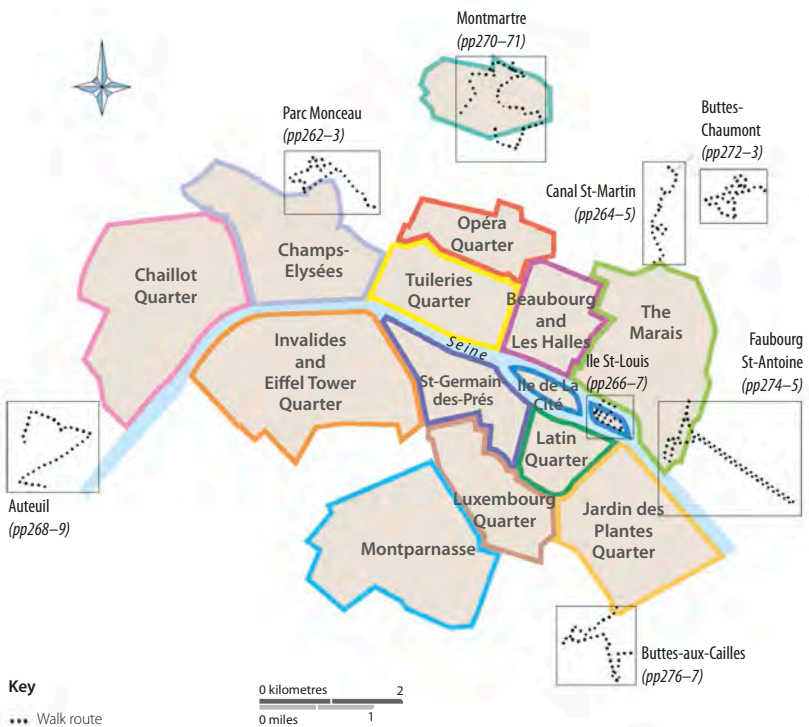 Montmartre
(pp270–71)
Parc Monceau
(pp262–3)
Buttes-
Chaumont
(pp272–3)
Canal St-Martin
(pp264–5)
Opéra
Quarter
Champs-
Elysées
Chaillot
Quarter
Tuileries
Quarter
Beaubourg
and
Les Halles
The
Marais
Faubourg
St-Antoine
(pp274–5)
Seine
Invalides
and
Eiffel Tower
Quarter
Ile St-Louis
(pp266–7)
St-Germain-
des-Prés
Ile de La
Cité
Latin
Quarter
Auteuil
(pp268–9)
Luxembourg
Quarter
Jardin des
Plantes
Quarter
Montparnasse
Buttes-aux-Cailles
(pp276–7)
Key
Walk route
0 kilometres 2
0 miles 1